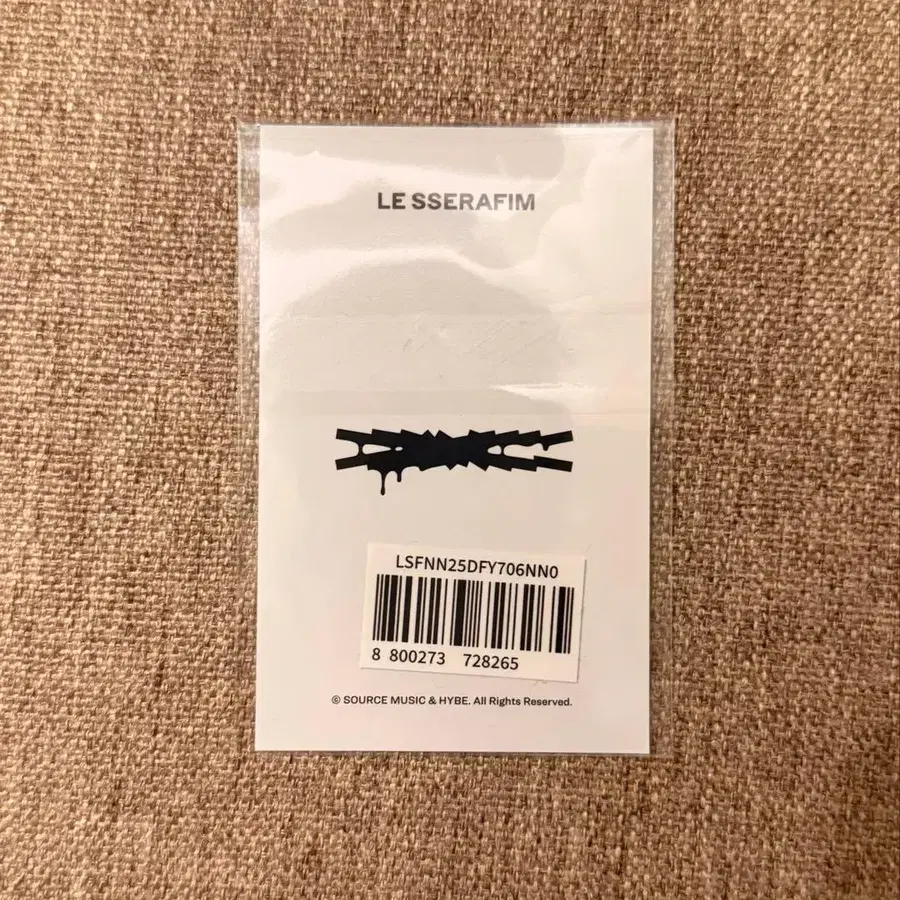 LE SSERAFIM
LSFNN25DFY706NN0
8 800273 728265
© SOURCE MUSIC & HYBE. All Rights Reserved.